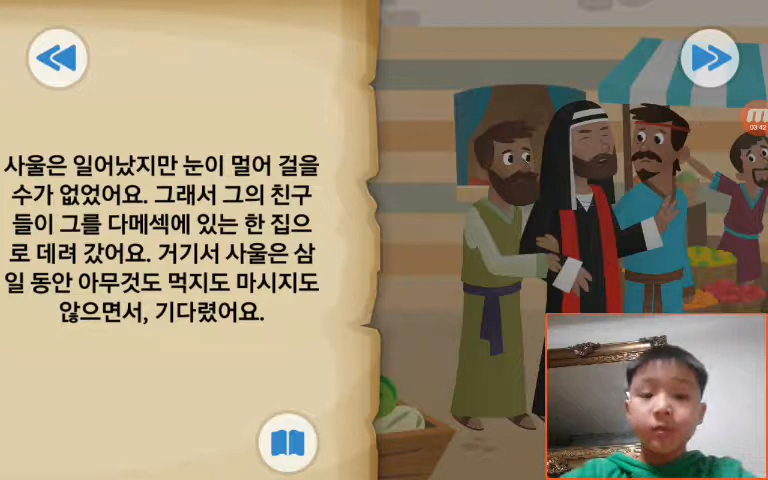 사울은 일어났지만 눈이 멀어 걸을
수가 없었어요. 그래서 그의 친구
들이 그를 다메섹에 있는 한 집으
로 데려 갔어요. 거기서 사울은 삼
일 동안 아무것도 먹지도 마시지도
않으면서, 기다렸어요.
03:42